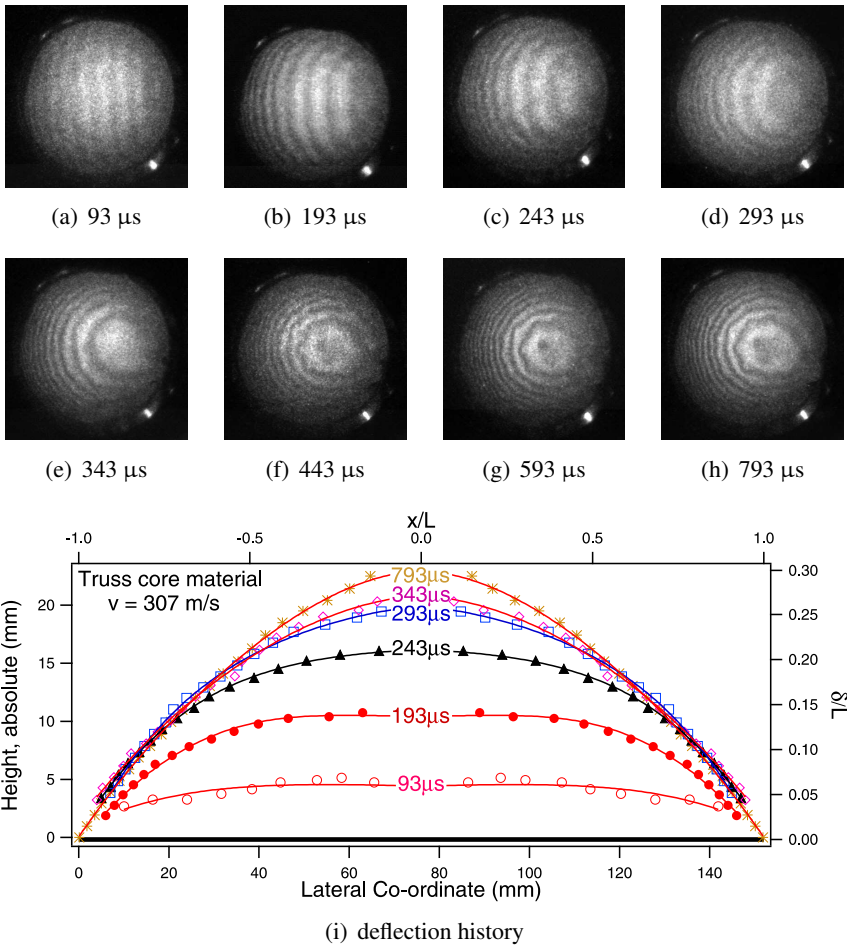 (a) 93 µs
(b) 193 µs
(c) 243 µs
(d) 293 µs
(e) 343 µs
(f) 443 µs
(g) 593 µs
(h) 793 µs
x/L
-1.0 -0.5 0.0 0.5 1.0
Truss core material
v = 307 m/s
793µs
343µs
293µs
243µs
193µs
93µs
Height, absolute (mm)
20
15
10
5
0
0.30
0.25
0.20
0.15
0.10
0.05
0.00
δ/L
0 20 40 60 80 100 120 140
Lateral Co-ordinate (mm)
(i) deflection history